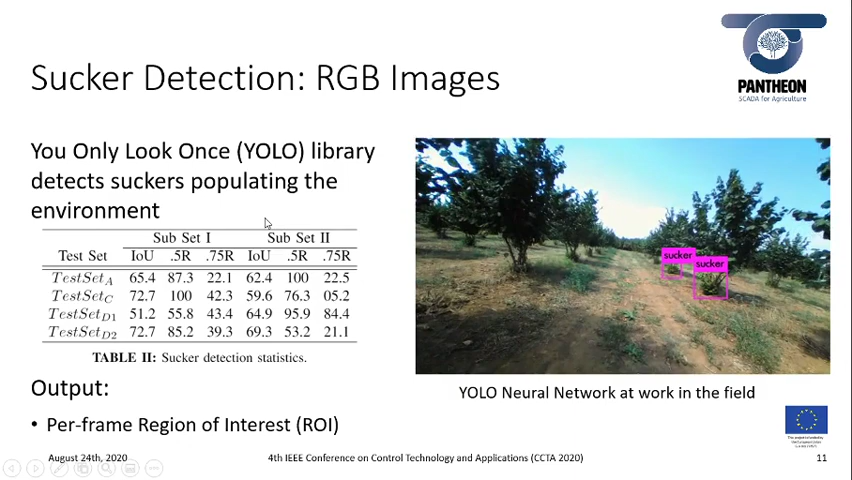 PANTHEON
SCADA for Agriculture
Sucker Detection: RGB Images
You Only Look Once (YOLO) library
detects suckers populating the
environment
Sub Set I Sub Set II
Test Set IoU .5R .75R IoU .5R .75R
TestSetA 65.4 87.3 22.1 62.4 100 22.5
TestSetC 72.7 100 42.3 59.6 76.3 05.2
TestSetD1 51.2 55.8 43.4 64.9 95.9 84.4
TestSetD2 72.7 85.2 39.3 69.3 53.2 21.1
TABLE II: Sucker detection statistics.
Output:
• Per-frame Region of Interest (ROI)
sucker
sucker
YOLO Neural Network at work in the field
August 24th, 2020
4th IEEE Conference on Control Technology and Applications (CCTA 2020)
11